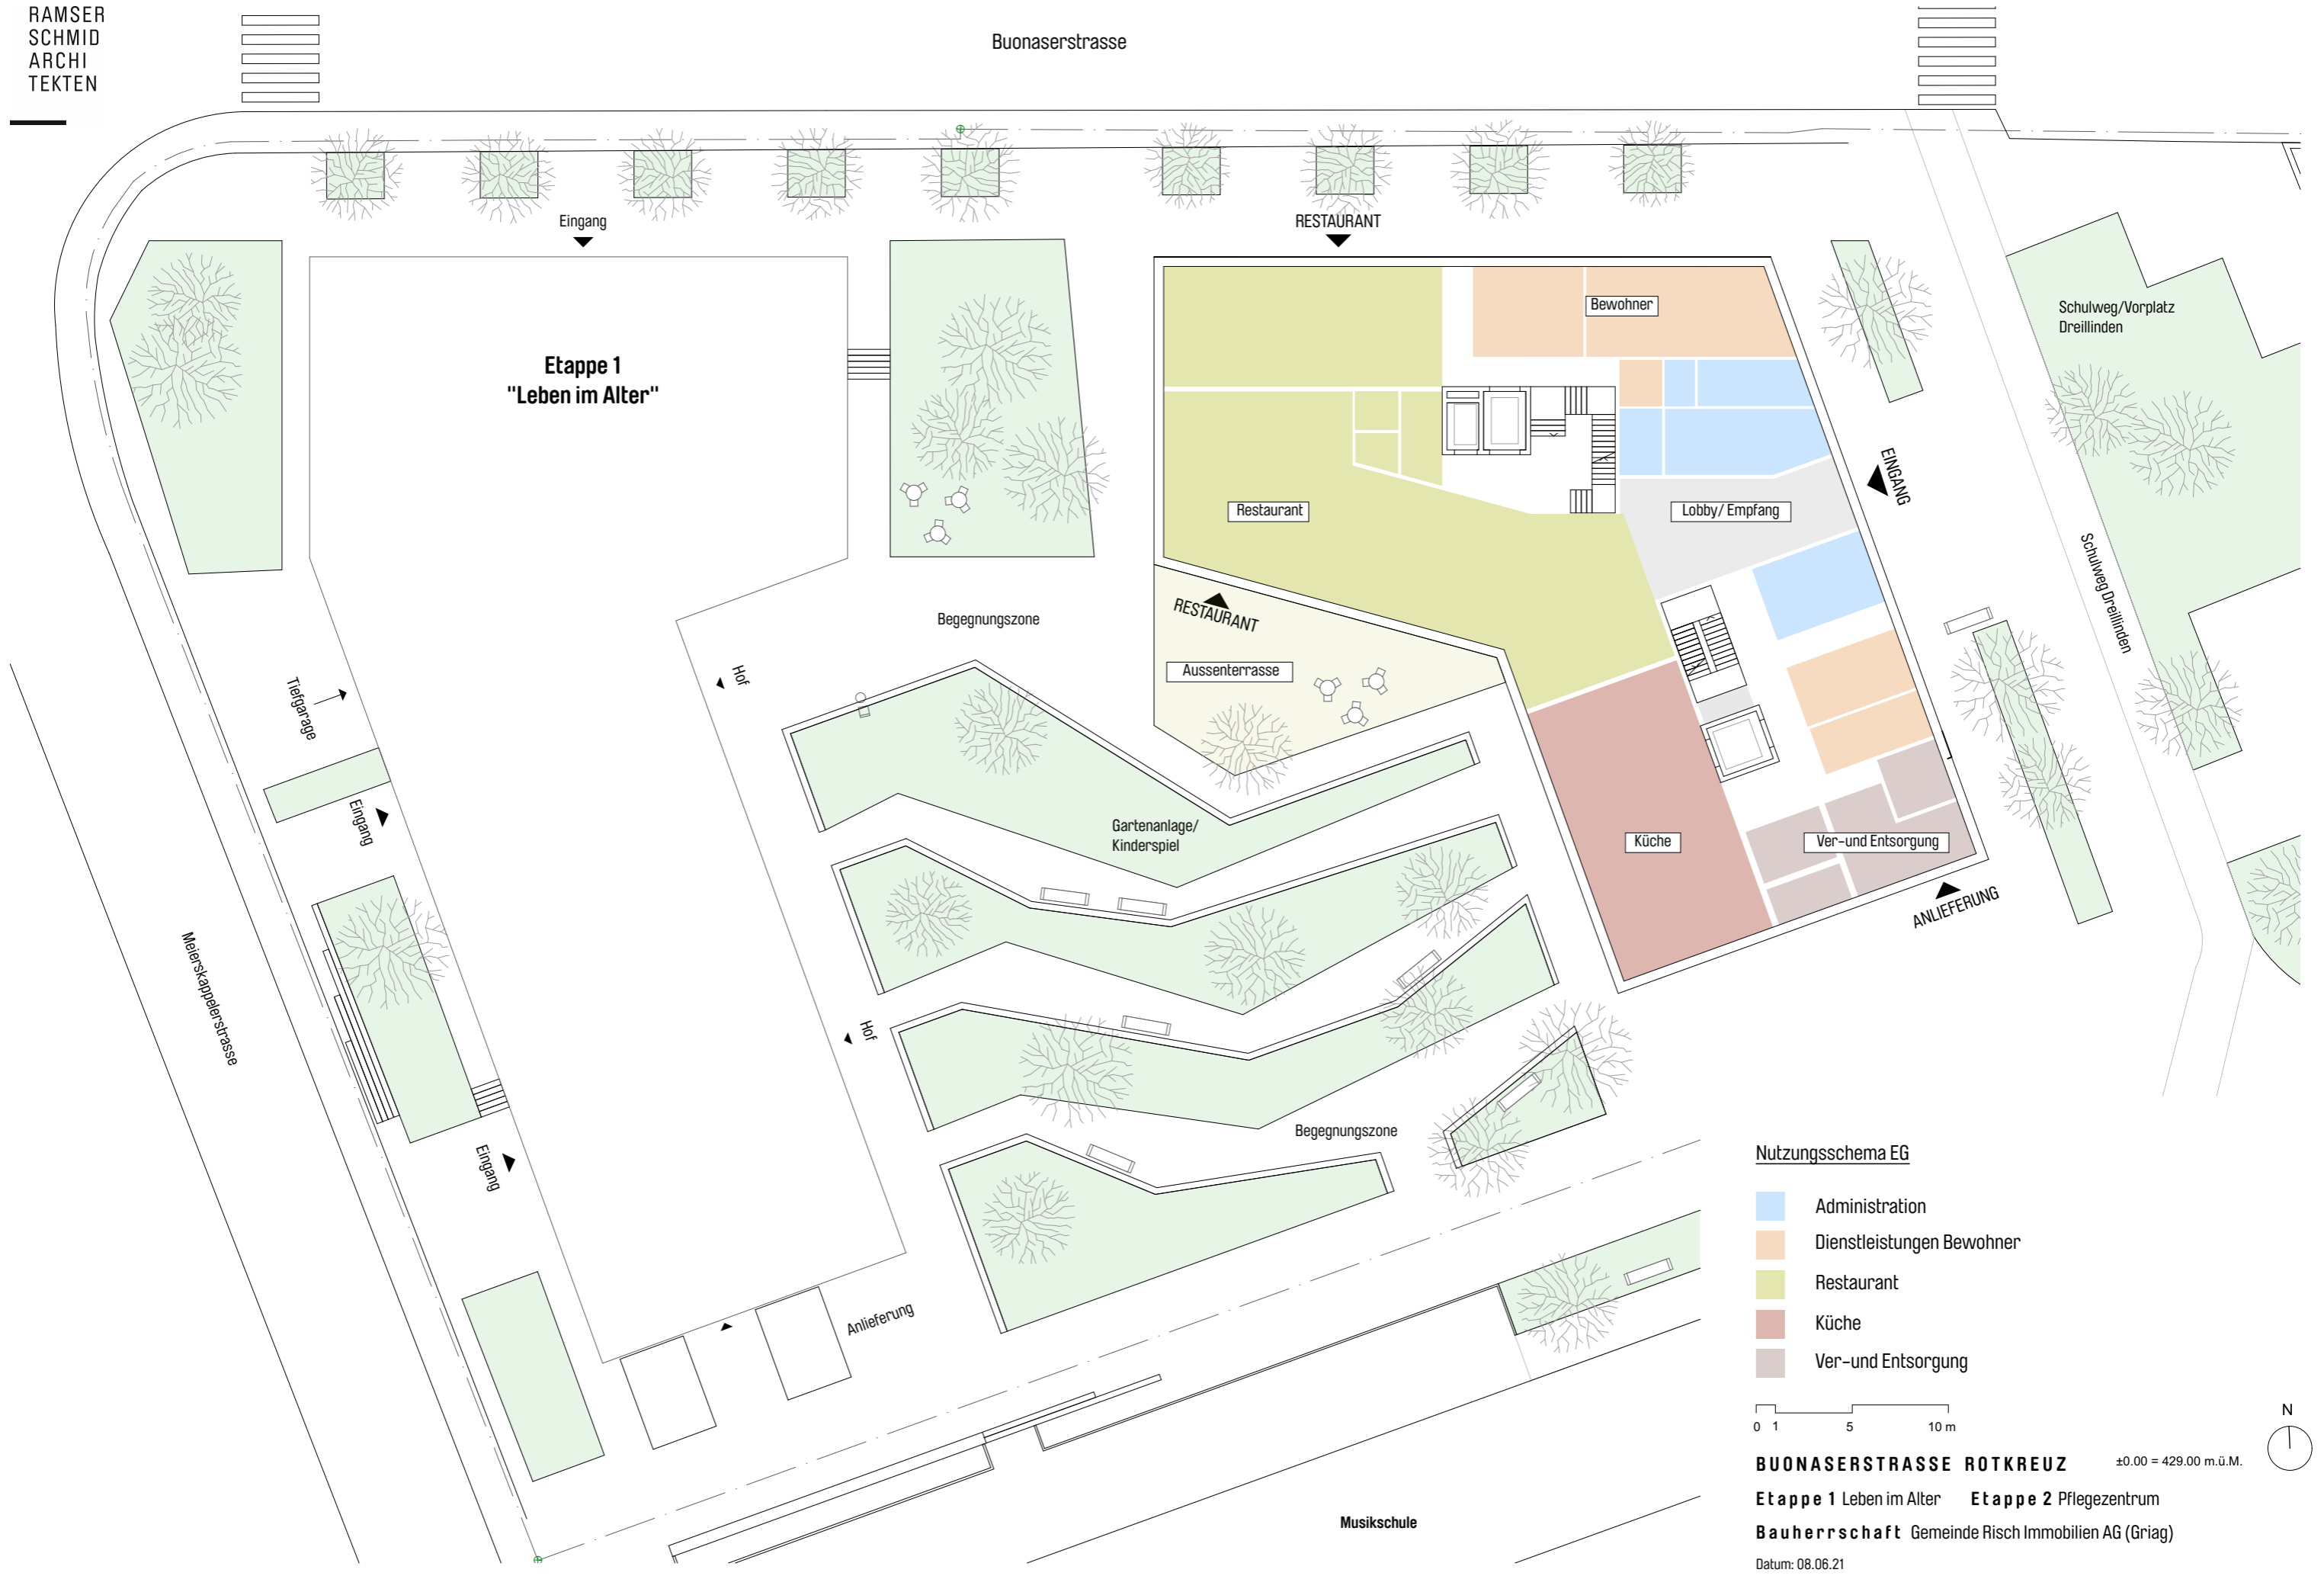 RAMSER
SCHMID
ARCHI
TEKTEN
Buonaserstrasse
Eingang
RESTAURANT
Etappe 1
"Leben im Alter"
Bewohner
Schulweg/Vorplatz
Dreillinden
EINGANG
Restaurant
Lobby/ Empfang
Schulweg Dreillinden
RESTAURANT
Begegnungszone
Aussenterrasse
Hof
Tiefgarage
Eingang
Gartenanlage/
Kinderspiel
Küche
Ver-und Entsorgung
ANLIEFERUNG
Meierskappelerstrasse
Hof
Begegnungszone
Eingang
Anlieferung
Musikschule
Nutzungsschema EG
Administration
Dienstleistungen Bewohner
Restaurant
Küche
Ver-und Entsorgung
0 1 5 10 m
N
BUONASERSTRASSE ROTKREUZ ±0.00 = 429.00 m.ü.M.
Etappe 1 Leben im Alter Etappe 2 Pflegezentrum
Bauherrschaft Gemeinde Risch Immobilien AG (Griag)
Datum: 08.06.21